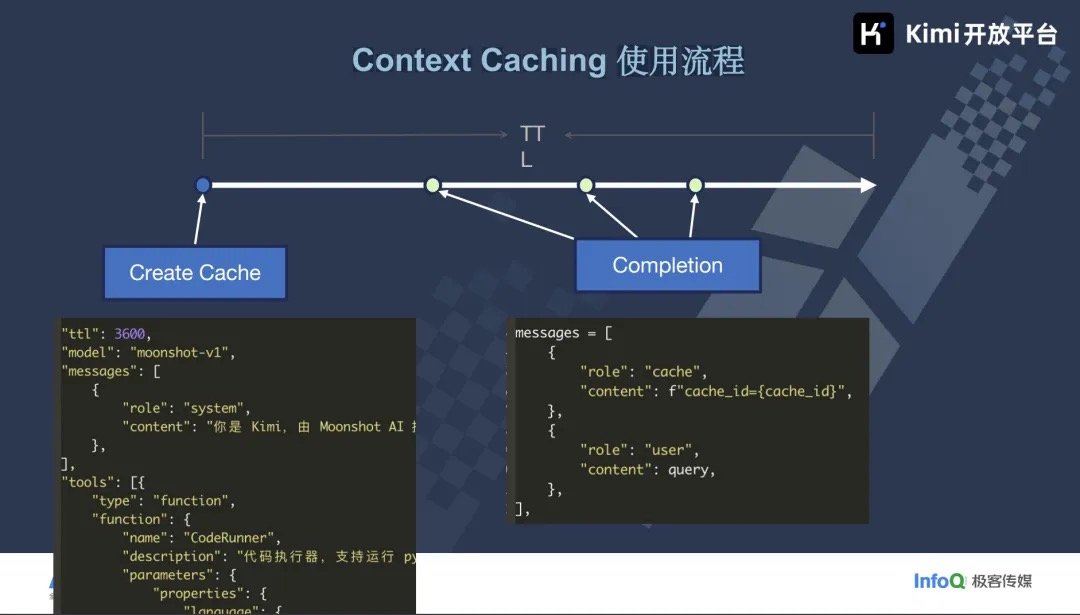 Kimi开放平台
Context Caching 使用流程
TT
L
Create Cache
Completion
"ttl": 3600,
"model": "moonshot-v1",
"messages": [
{
"role": "system",
"content": "你是 Kimi，由 Moonshot AI
},
],
"tools": [{
"type": "function",
"function": {
"name": "CodeRunner",
"description": "代码执行器，支持运行 py
"parameters": {
"properties": {
"language": {
messages = [
{
"role": "cache",
"content": f"cache_id={cache_id}",
},
{
"role": "user",
"content": query,
},
],
InfoQ 极客传媒